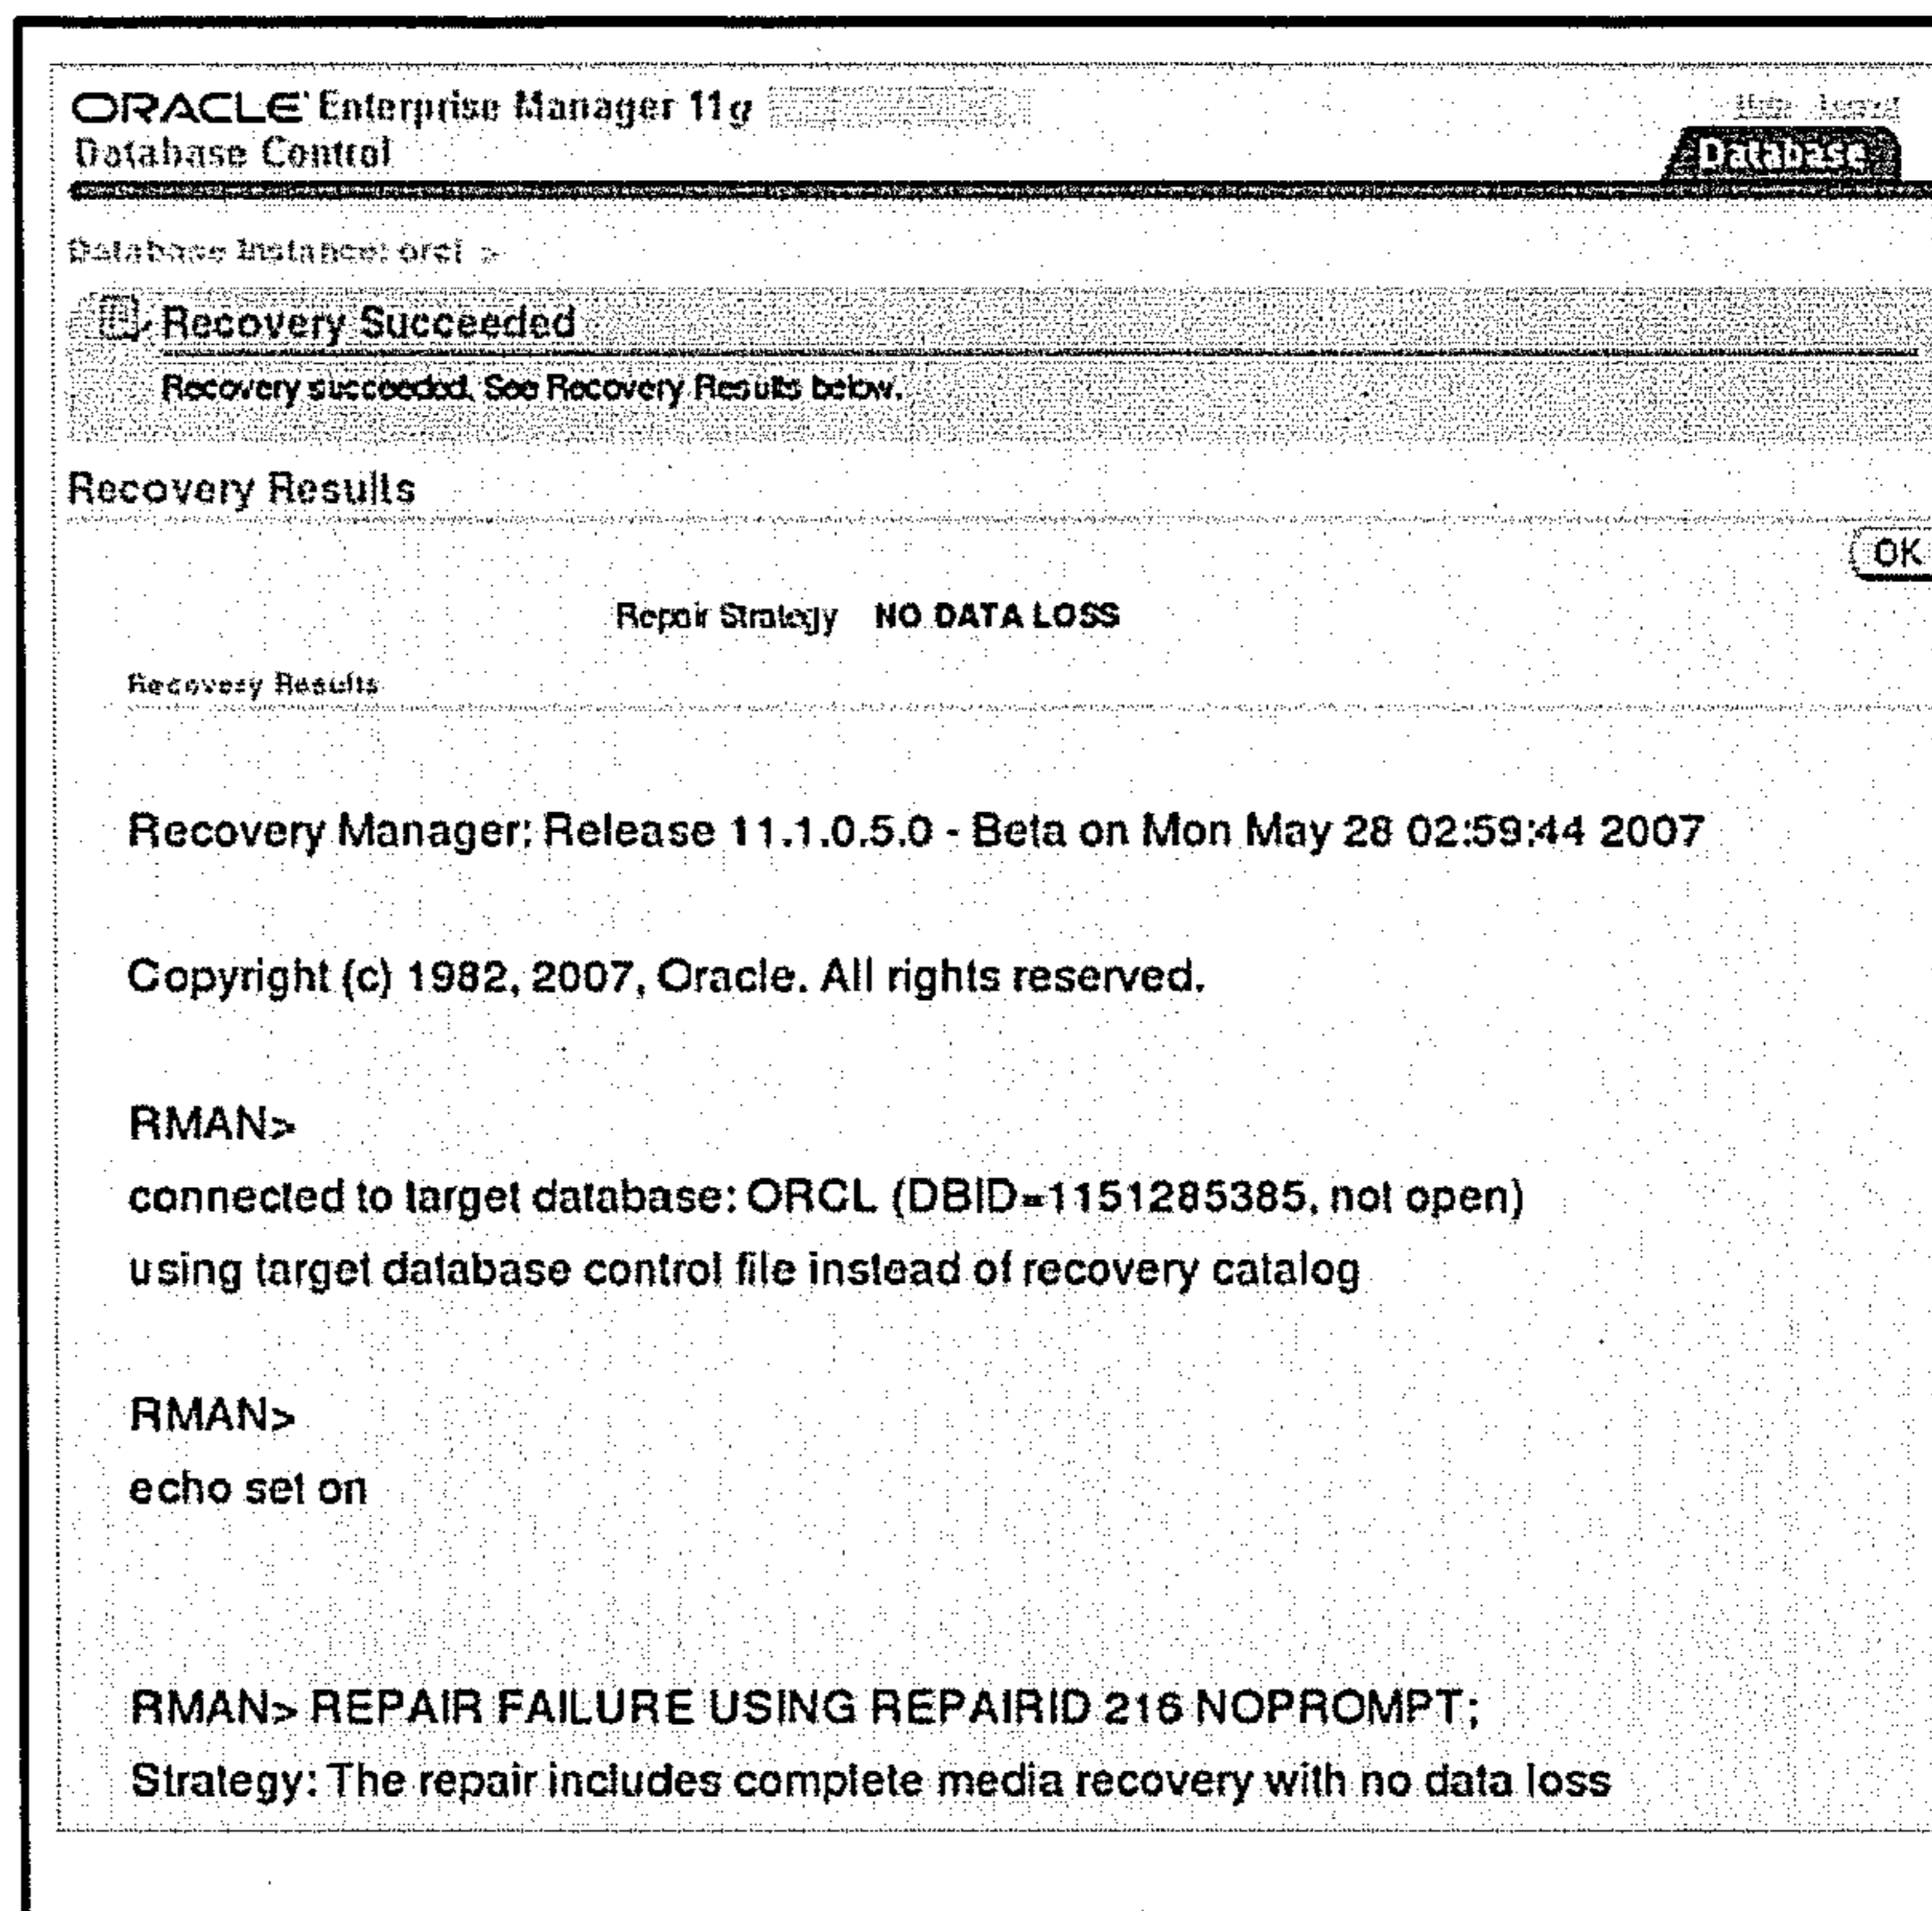 ORACLE Enterprise Manager 11g
Database Control
Help Logout
Database
Database Instance: orcl >
Recovery Succeeded
Recovery succeeded. See Recovery Results below.
Recovery Results
OK
Repair Strategy NO DATA LOSS
Recovery Results
Recovery Manager: Release 11.1.0.5.0 - Beta on Mon May 28 02:59:44 2007
Copyright (c) 1982, 2007, Oracle. All rights reserved.
RMAN>
connected to target database: ORCL (DBID=1151285385, not open)
using target database control file instead of recovery catalog
RMAN>
echo set on
RMAN> REPAIR FAILURE USING REPAIRID 216 NOPROMPT;
Strategy: The repair includes complete media recovery with no data loss